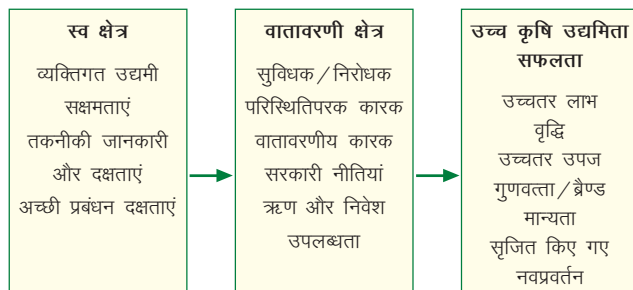 स्व क्षेत्र
व्यक्तिगत उद्यमी
सक्षमताएं
तकनीकी जानकारी
और दक्षताएं
अच्छी प्रबंधन दक्षताएं
वातावरणी क्षेत्र
सुविधक/निरोधक
परिस्थितिपरक कारक
वातावरणीय कारक
सरकारी नीतियां
ऋण और निवेश
उपलब्धता
उच्च कृषि उद्यमिता
सफलता
उच्चतर लाभ
वृद्धि
उच्चतर उपज
गुणवत्ता/ब्रैण्ड
मान्यता
सृजित किए गए
नवप्रवर्तन